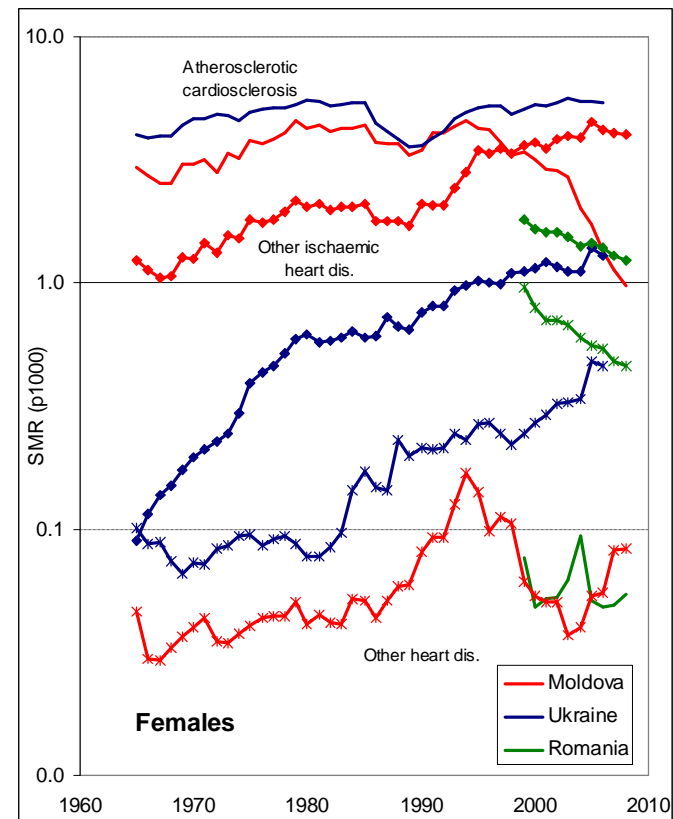 10.0
Atherosclerotic
cardiosclerosis
Other ischaemic
heart dis.
1.0
SMR (p1000)
0.1
Other heart dis.
Moldova
Ukraine
Romania
Females
0.0
1960 1970 1980 1990 2000 2010